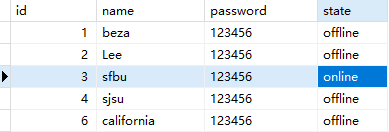 id name password state
1 beza 123456 offline
2 Lee 123456 offline
3 sfbu 123456 online
4 sjsu 123456 offline
6 california 123456 offline